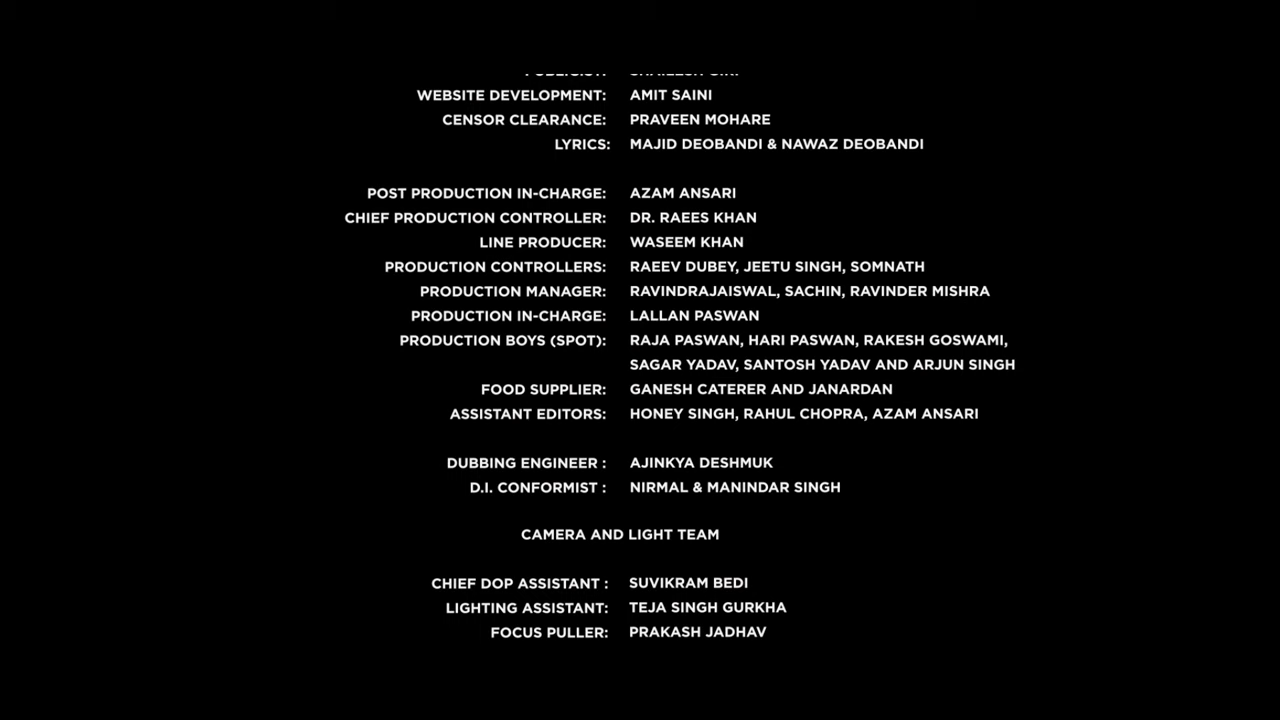 WEBSITE DEVELOPMENT: AMIT SAINI
CENSOR CLEARANCE: PRAVEEN MOHARE
LYRICS: MAJID DEOBANDI & NAWAZ DEOBANDI
POST PRODUCTION IN-CHARGE: AZAM ANSARI
CHIEF PRODUCTION CONTROLLER: DR. RAEES KHAN
LINE PRODUCER: WASEEM KHAN
PRODUCTION CONTROLLERS: RAEEV DUBEY, JEETU SINGH, SOMNATH
PRODUCTION MANAGER: RAVINDRAJAISWAL, SACHIN, RAVINDER MISHRA
PRODUCTION IN-CHARGE: LALLAN PASWAN
PRODUCTION BOYS (SPOT): RAJA PASWAN, HARI PASWAN, RAKESH GOSWAMI,
SAGAR YADAV, SANTOSH YADAV AND ARJUN SINGH
FOOD SUPPLIER: GANESH CATERER AND JANARDAN
ASSISTANT EDITORS: HONEY SINGH, RAHUL CHOPRA, AZAM ANSARI
DUBBING ENGINEER : AJINKYA DESHMUK
D.I. CONFORMIST : NIRMAL & MANINDAR SINGH
CAMERA AND LIGHT TEAM
CHIEF DOP ASSISTANT : SUVIKRAM BEDI
LIGHTING ASSISTANT: TEJA SINGH GURKHA
FOCUS PULLER: PRAKASH JADHAV